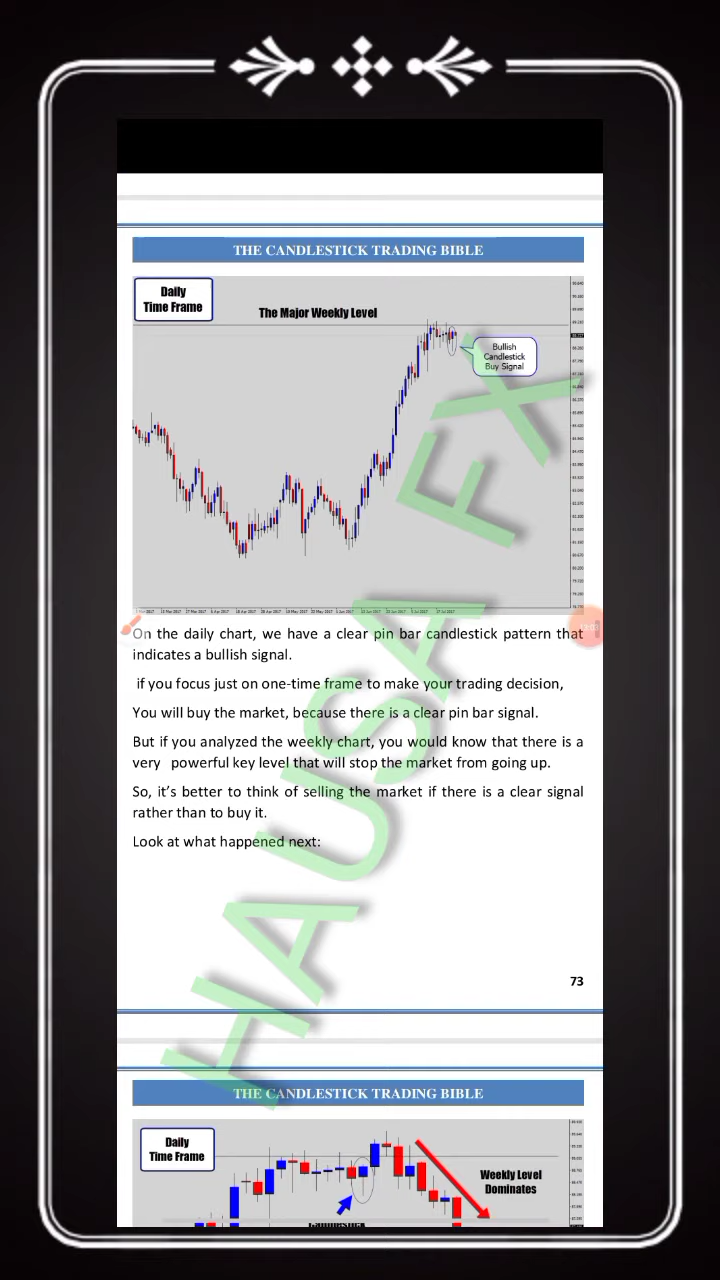 THE CANDLESTICK TRADING BIBLE
Daily
Time Frame
The Major Weekly Level
Bullish
Candlestick
Buy Signal
On the daily chart, we have a clear pin bar candlestick pattern that
indicates a bullish signal.
if you focus just on one-time frame to make your trading decision,
You will buy the market, because there is a clear pin bar signal.
But if you analyzed the weekly chart, you would know that there is a
very powerful key level that will stop the market from going up.
So, it’s better to think of selling the market if there is a clear signal
rather than to buy it.
Look at what happened next:
HAUSA FX
73
THE CANDLESTICK TRADING BIBLE
Daily
Time Frame
Weekly Level
Dominates